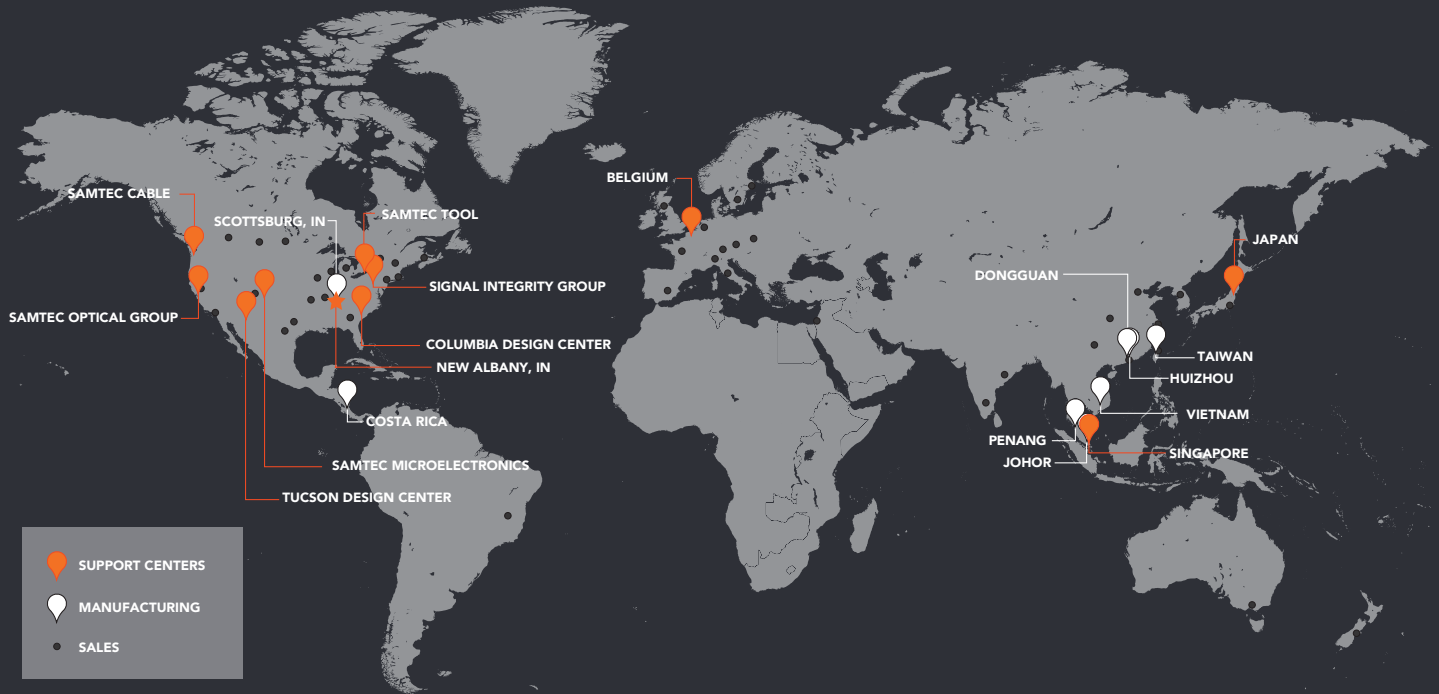 BELGIUM
SAMTEC CABLE
SCOTTSBURG, IN
SAMTEC TOOL
JAPAN
DONGGUAN
SIGNAL INTEGRITY GROUP
SAMTEC OPTICAL GROUP
COLUMBIA DESIGN CENTER
TAIWAN
NEW ALBANY, IN
HUIZHOU
COSTA RICA
VIETNAM
PENANG
SINGAPORE
JOHOR
SAMTEC MICROELECTRONICS
TUCSON DESIGN CENTER
SUPPORT CENTERS
MANUFACTURING
SALES